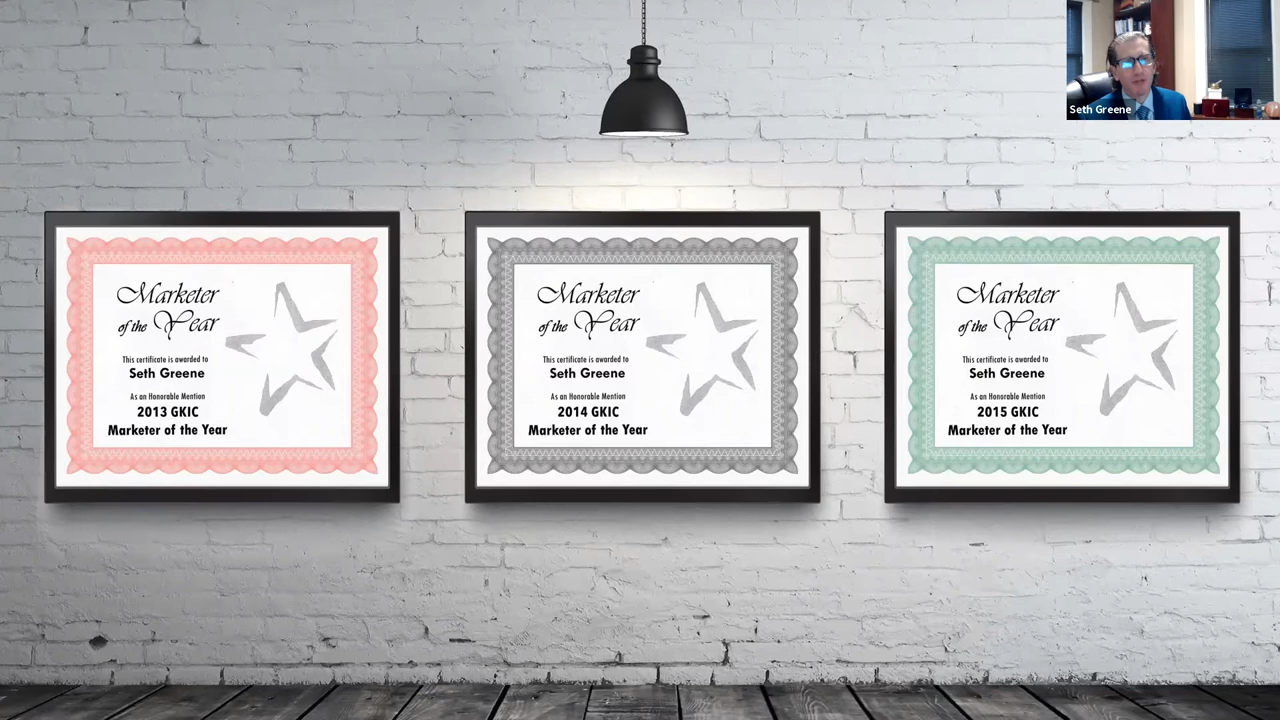 Seth Greene
Marketer
of the Year
This certificate is awarded to
Seth Greene
As an Honorable Mention
2013 GKIC
Marketer of the Year
Marketer
of the Year
This certificate is awarded to
Seth Greene
As an Honorable Mention
2014 GKIC
Marketer of the Year
Marketer
of the Year
This certificate is awarded to
Seth Greene
As an Honorable Mention
2015 GKIC
Marketer of the Year